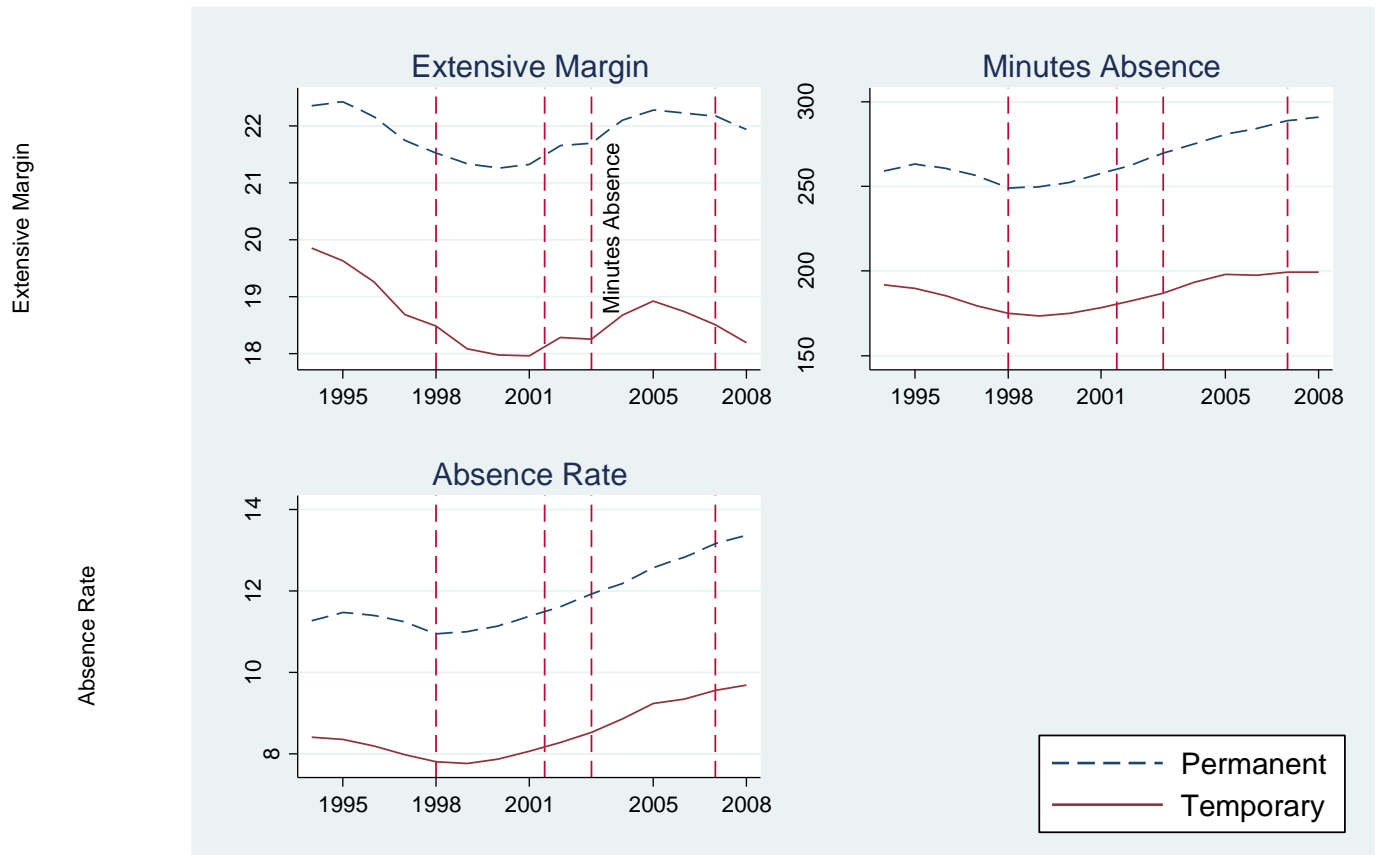 Extensive Margin
Extensive Margin
22
21
20
19
18
1995 1998 2001 2005 2008
Minutes Absence
Minutes Absence
300
250
200
150
1995 1998 2001 2005 2008
Absence Rate
Absence Rate
14
12
10
8
1995 1998 2001 2005 2008
Permanent
Temporary